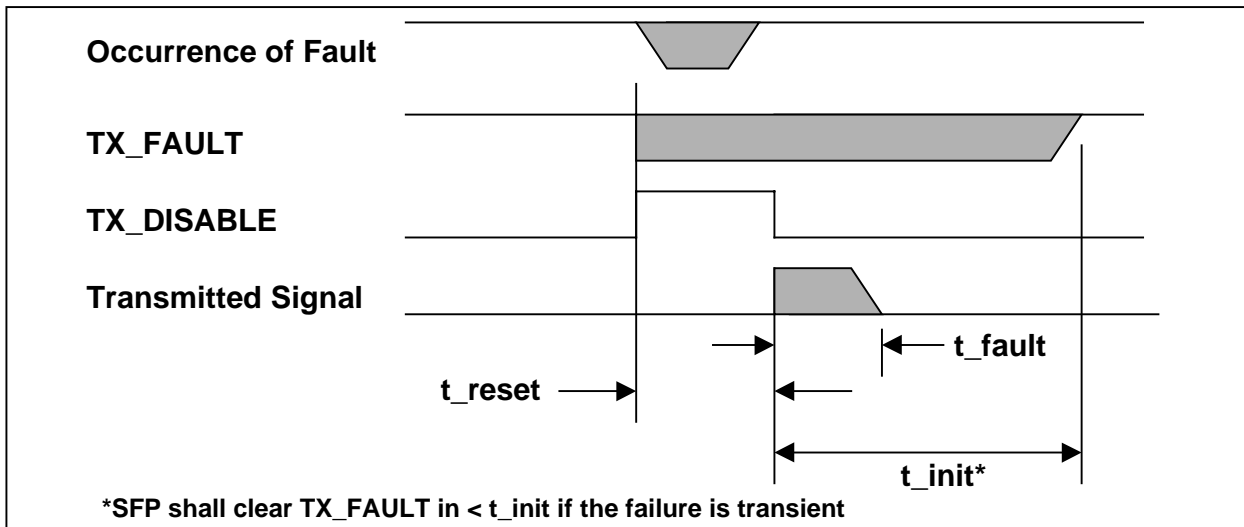 Occurrence of Fault
TX_FAULT
TX_DISABLE
Transmitted Signal
t_fault
t_reset
t_init*
*SFP shall clear TX_FAULT in < t_init if the failure is transient